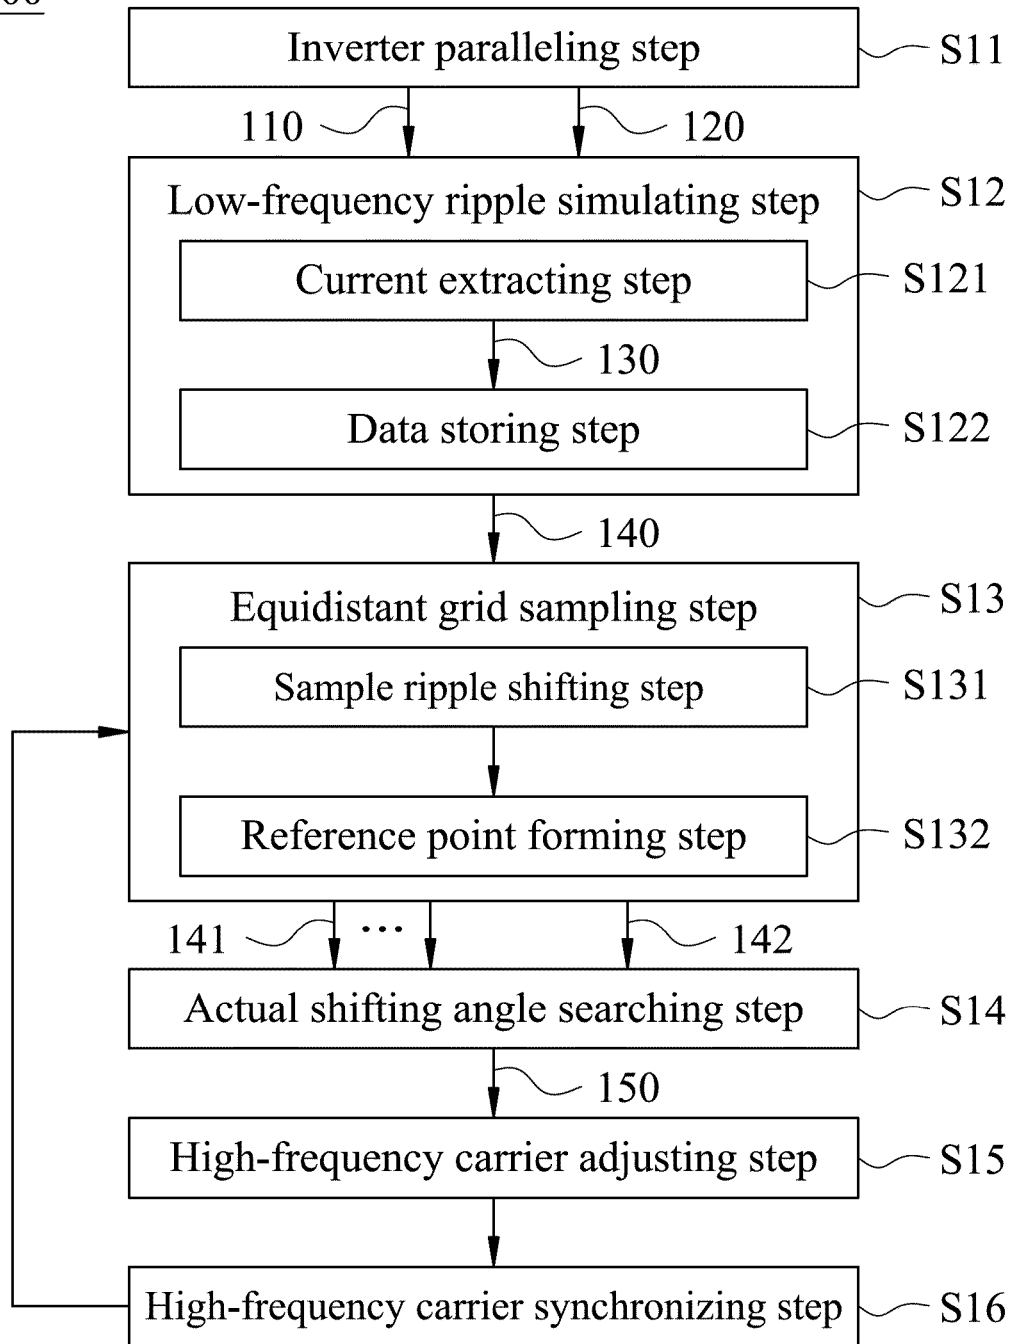 Inverter paralleling step
S11
110
120
Low-frequency ripple simulating step
S12
Current extracting step
S121
130
Data storing step
S122
140
Equidistant grid sampling step
S13
Sample ripple shifting step
S131
Reference point forming step
S132
141
...
142
Actual shifting angle searching step
S14
150
High-frequency carrier adjusting step
S15
High-frequency carrier synchronizing step
S16